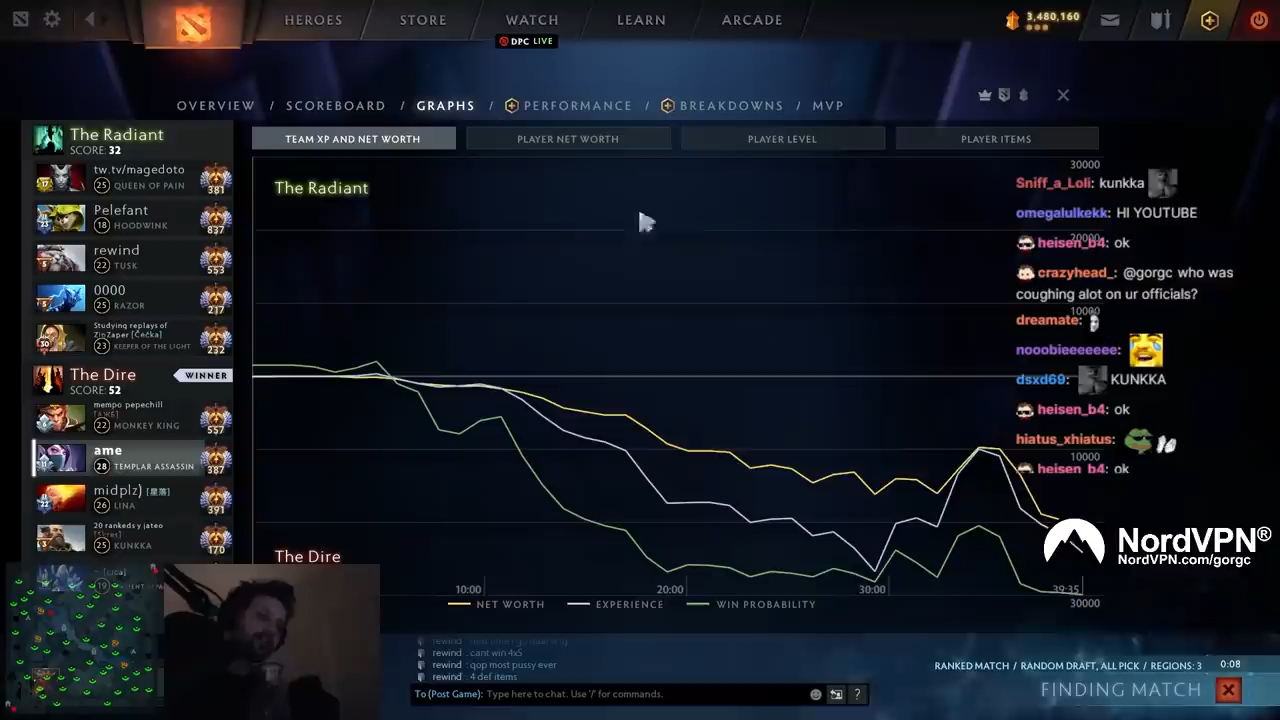 HEROES
STORE
WATCH
LEARN
ARCADE
3,480,160
DPC LIVE
OVERVIEW / SCOREBOARD / GRAPHS / PERFORMANCE / BREAKDOWNS / MVP
TEAM XP AND NET WORTH
PLAYER NET WORTH
PLAYER LEVEL
PLAYER ITEMS
The Radiant
SCORE: 32
tw.tv/magedoto
25 QUEEN OF PAIN
381
Pelefant
18 HOODWINK
837
rewind
22 TUSK
553
0000
25 RAZOR
217
Studying replays of
ZipZaper [Čečka]
23 KEEPER OF THE LIGHT
232
The Dire
WINNER
SCORE: 52
mempo pepechill
22 MONKEY KING
557
ame
28 TEMPLAR ASSASSIN
387
midplz) [星落]
26 LINA
391
20 rankeds y jateo
25 KUNKKA
170
The Radiant
The Dire
30000
20000
10000
10000
30000
10:00
20:00
30:00
39:35
NET WORTH
EXPERIENCE
WIN PROBABILITY
Sniff_a_Loli: kunkka
omegalulkekk: HI YOUTUBE
heisen_b4: ok
crazyhead_: @gorgc who was
coughing alot on ur officials?
dreamate:
nooobieeeeeee:
dsxd69: KUNKKA
heisen_b4: ok
hiatus_xhiatus:
heisen_b4: ok
NordVPN®
NordVPN.com/gorgc
rewind : cant win 4x5
rewind : qop most pussy ever
rewind : 4 def items
To (Post Game): Type here to chat. Use '/' for commands.
?
RANKED MATCH / RANDOM DRAFT, ALL PICK / REGIONS: 3
0:08
FINDING MATCH